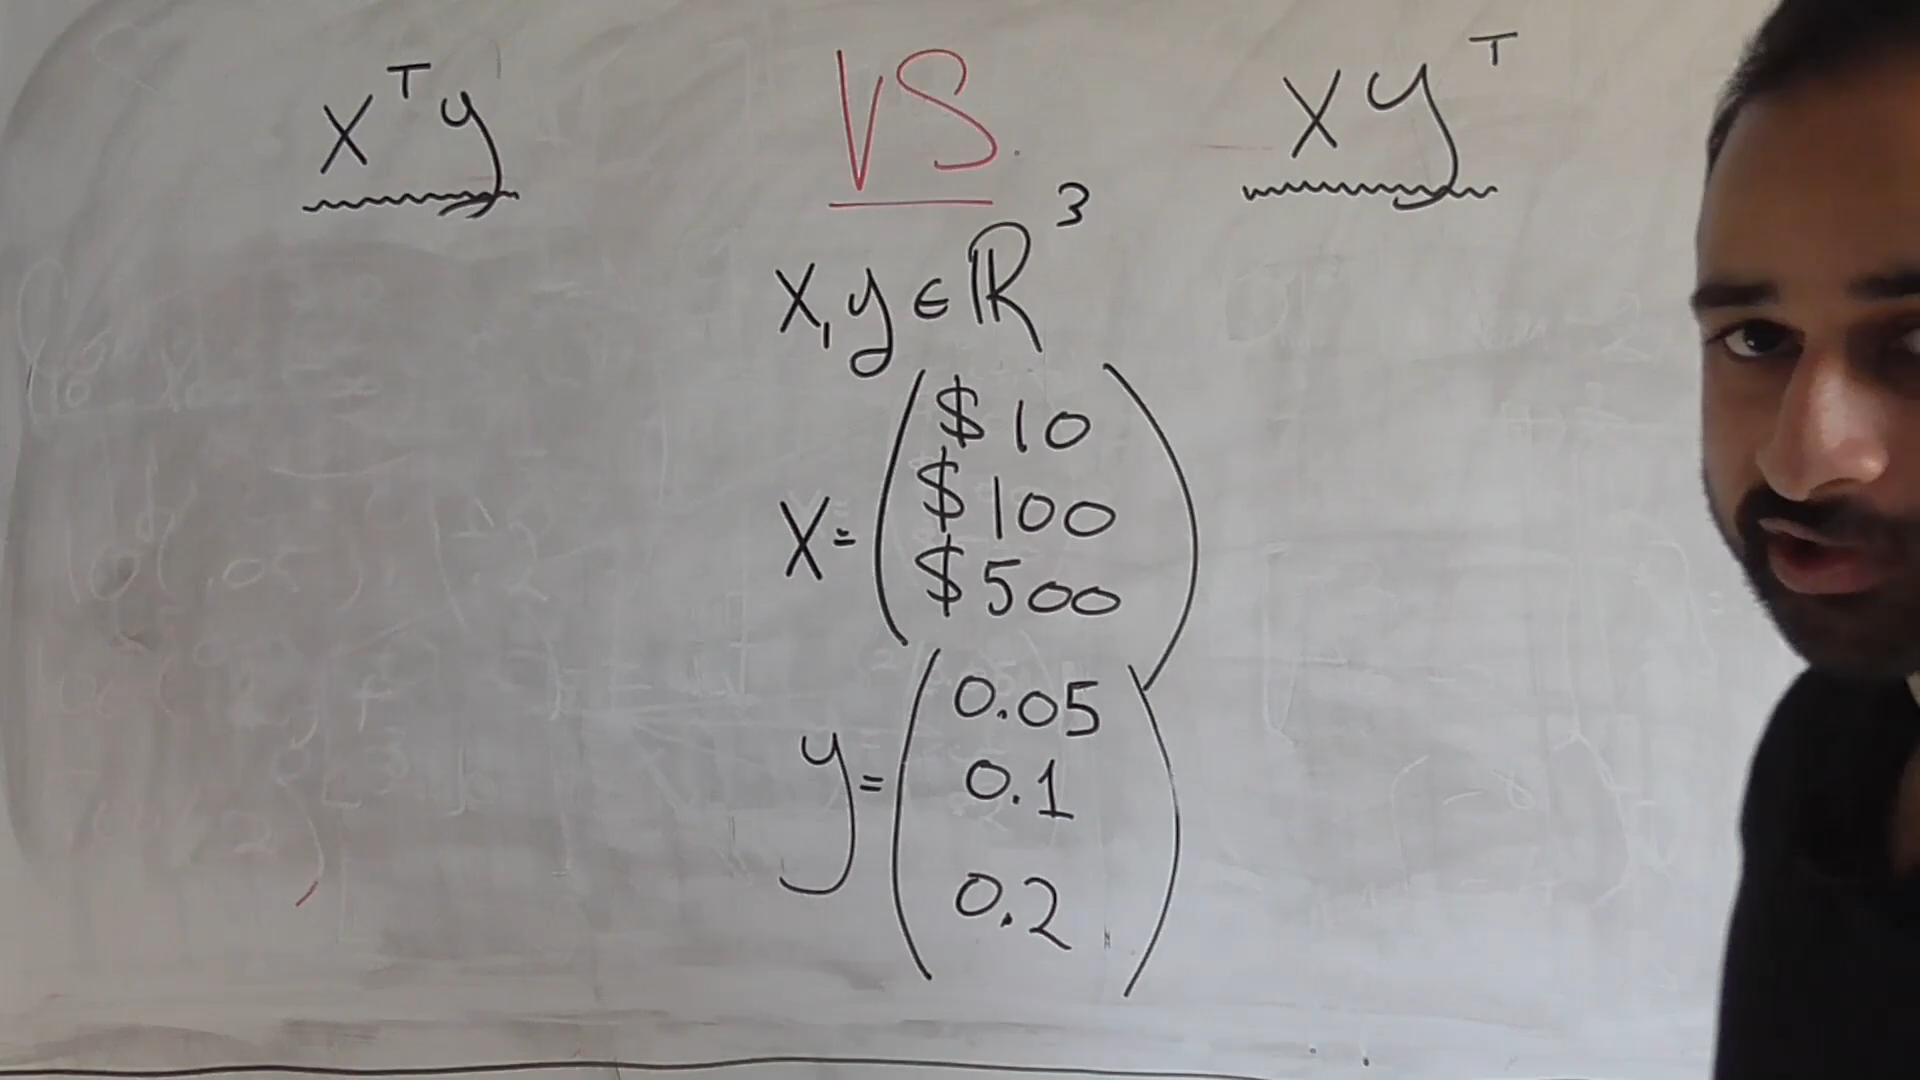 xᵀy VS. xyᵀ
x, y ∈ ℝ³
$10
$100
x = $500
0.05
y = 0.1
0.2